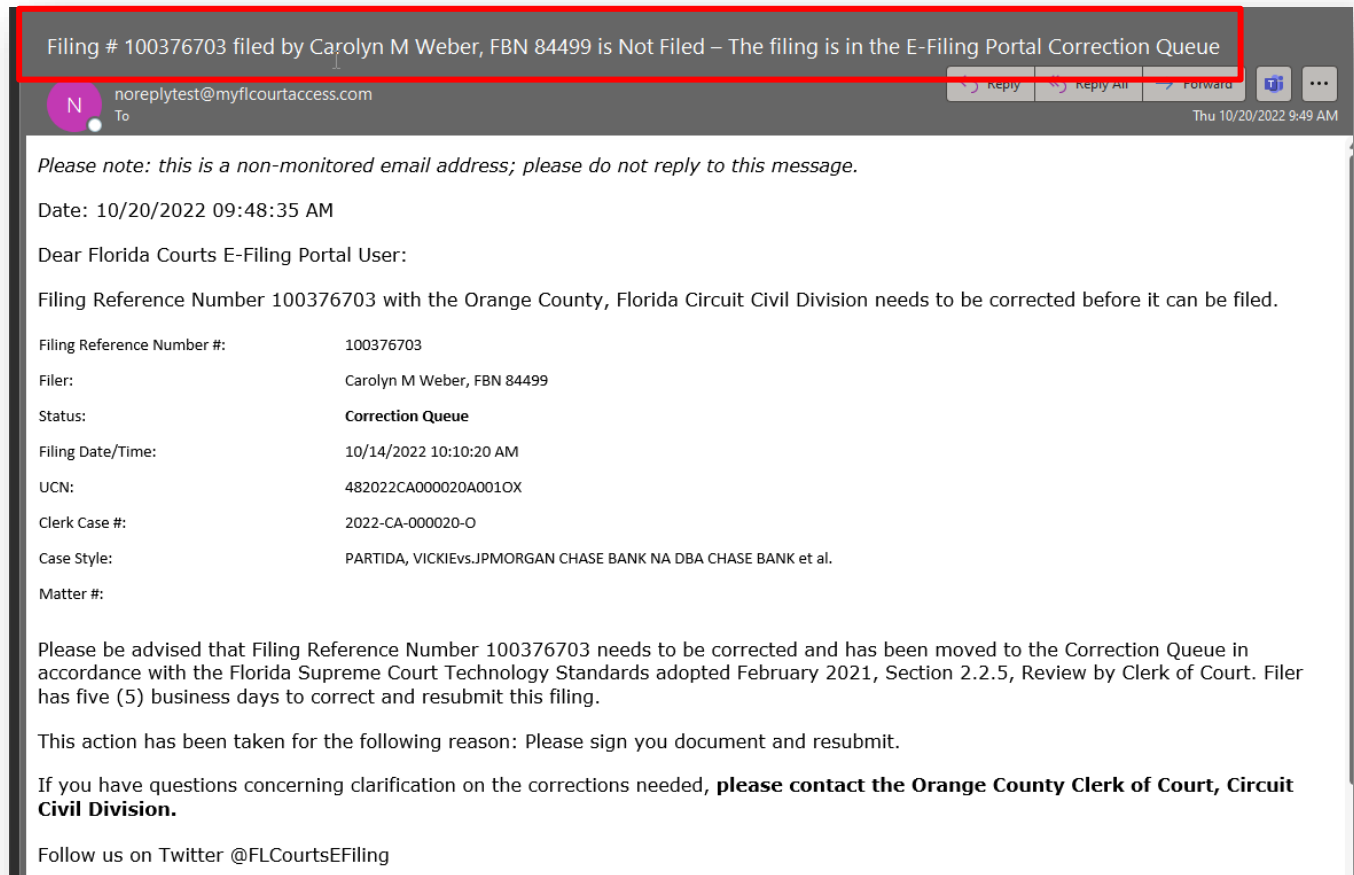 Filing # 100376703 filed by Carolyn M Weber, FBN 84499 is Not Filed – The filing is in the E-Filing Portal Correction Queue
Reply Reply All Forward
N noreplytest@myflcourtaccess.com
To
Thu 10/20/2022 9:49 AM
Please note: this is a non-monitored email address; please do not reply to this message.
Date: 10/20/2022 09:48:35 AM
Dear Florida Courts E-Filing Portal User:
Filing Reference Number 100376703 with the Orange County, Florida Circuit Civil Division needs to be corrected before it can be filed.
Filing Reference Number #: 100376703
Filer: Carolyn M Weber, FBN 84499
Status: Correction Queue
Filing Date/Time: 10/14/2022 10:10:20 AM
UCN: 482022CA000020A001OX
Clerk Case #: 2022-CA-000020-O
Case Style: PARTIDA, VICKIEvs.JPMORGAN CHASE BANK NA DBA CHASE BANK et al.
Matter #:
Please be advised that Filing Reference Number 100376703 needs to be corrected and has been moved to the Correction Queue in
accordance with the Florida Supreme Court Technology Standards adopted February 2021, Section 2.2.5, Review by Clerk of Court. Filer
has five (5) business days to correct and resubmit this filing.
This action has been taken for the following reason: Please sign you document and resubmit.
If you have questions concerning clarification on the corrections needed, please contact the Orange County Clerk of Court, Circuit
Civil Division.
Follow us on Twitter @FLCourtsEFiling